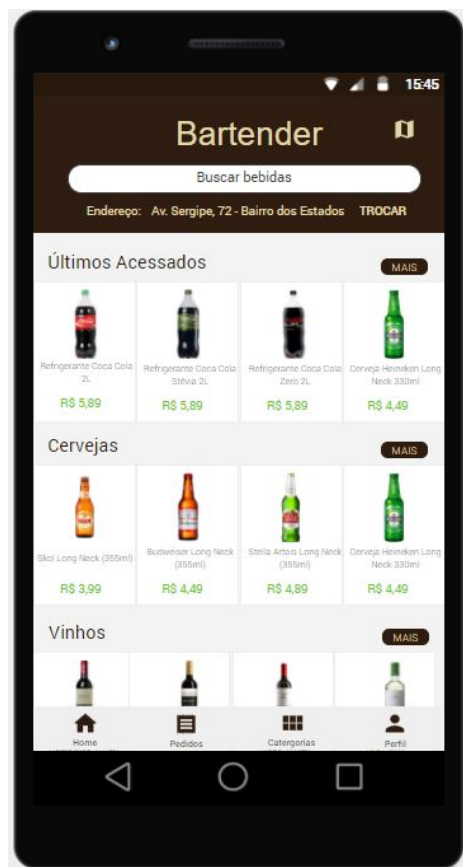 15:45
Bartender
Buscar bebidas
Endereço: Av. Sergipe, 72 - Bairro dos Estados TROCAR
Últimos Acessados
MAIS
Refrigerante Coca Cola
2L
R$ 5,89
Refrigerante Coca Cola
Stévia 2L
R$ 5,89
Refrigerante Coca Cola
Zero 2L
R$ 5,89
Cerveja Heineken Long
Neck 330ml
R$ 4,49
Cervejas
MAIS
Skol Long Neck (355ml)
R$ 3,99
Budweiser Long Neck
(355ml)
R$ 4,49
Stella Artois Long Neck
(355ml)
R$ 4,89
Cerveja Heineken Long
Neck 330ml
R$ 4,49
Vinhos
MAIS
Home
Pedidos
Catergorias
Perfil